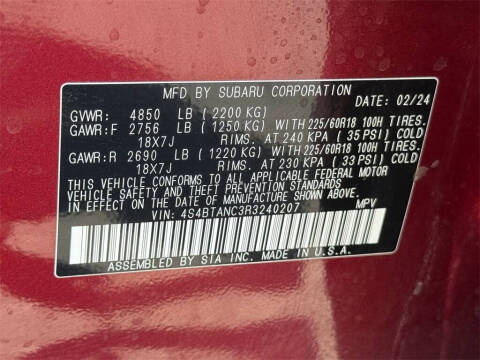 MFD BY SUBARU CORPORATION
DATE: 02/24
GVWR: 4850 LB (2200 KG)
GAWR:F 2756 LB (1250 KG) WITH 225/60R18 100H TIRES.
18X7J RIMS. AT 240 KPA (35 PSI) COLD
GAWR:R 2690 LB (1220 KG) WITH 225/60R18 100H TIRES.
18X7J RIMS. AT 230 KPA (33 PSI) COLD
THIS VEHICLE CONFORMS TO ALL APPLICABLE FEDERAL MOTOR
VEHICLE SAFETY AND THEFT PREVENTION STANDARDS
IN EFFECT ON THE DATE OF MANUFACTURE SHOWN ABOVE.
VIN: 4S4BTANC3R3240207 MPV
ASSEMBLED BY SIA INC. MADE IN U.S.A.